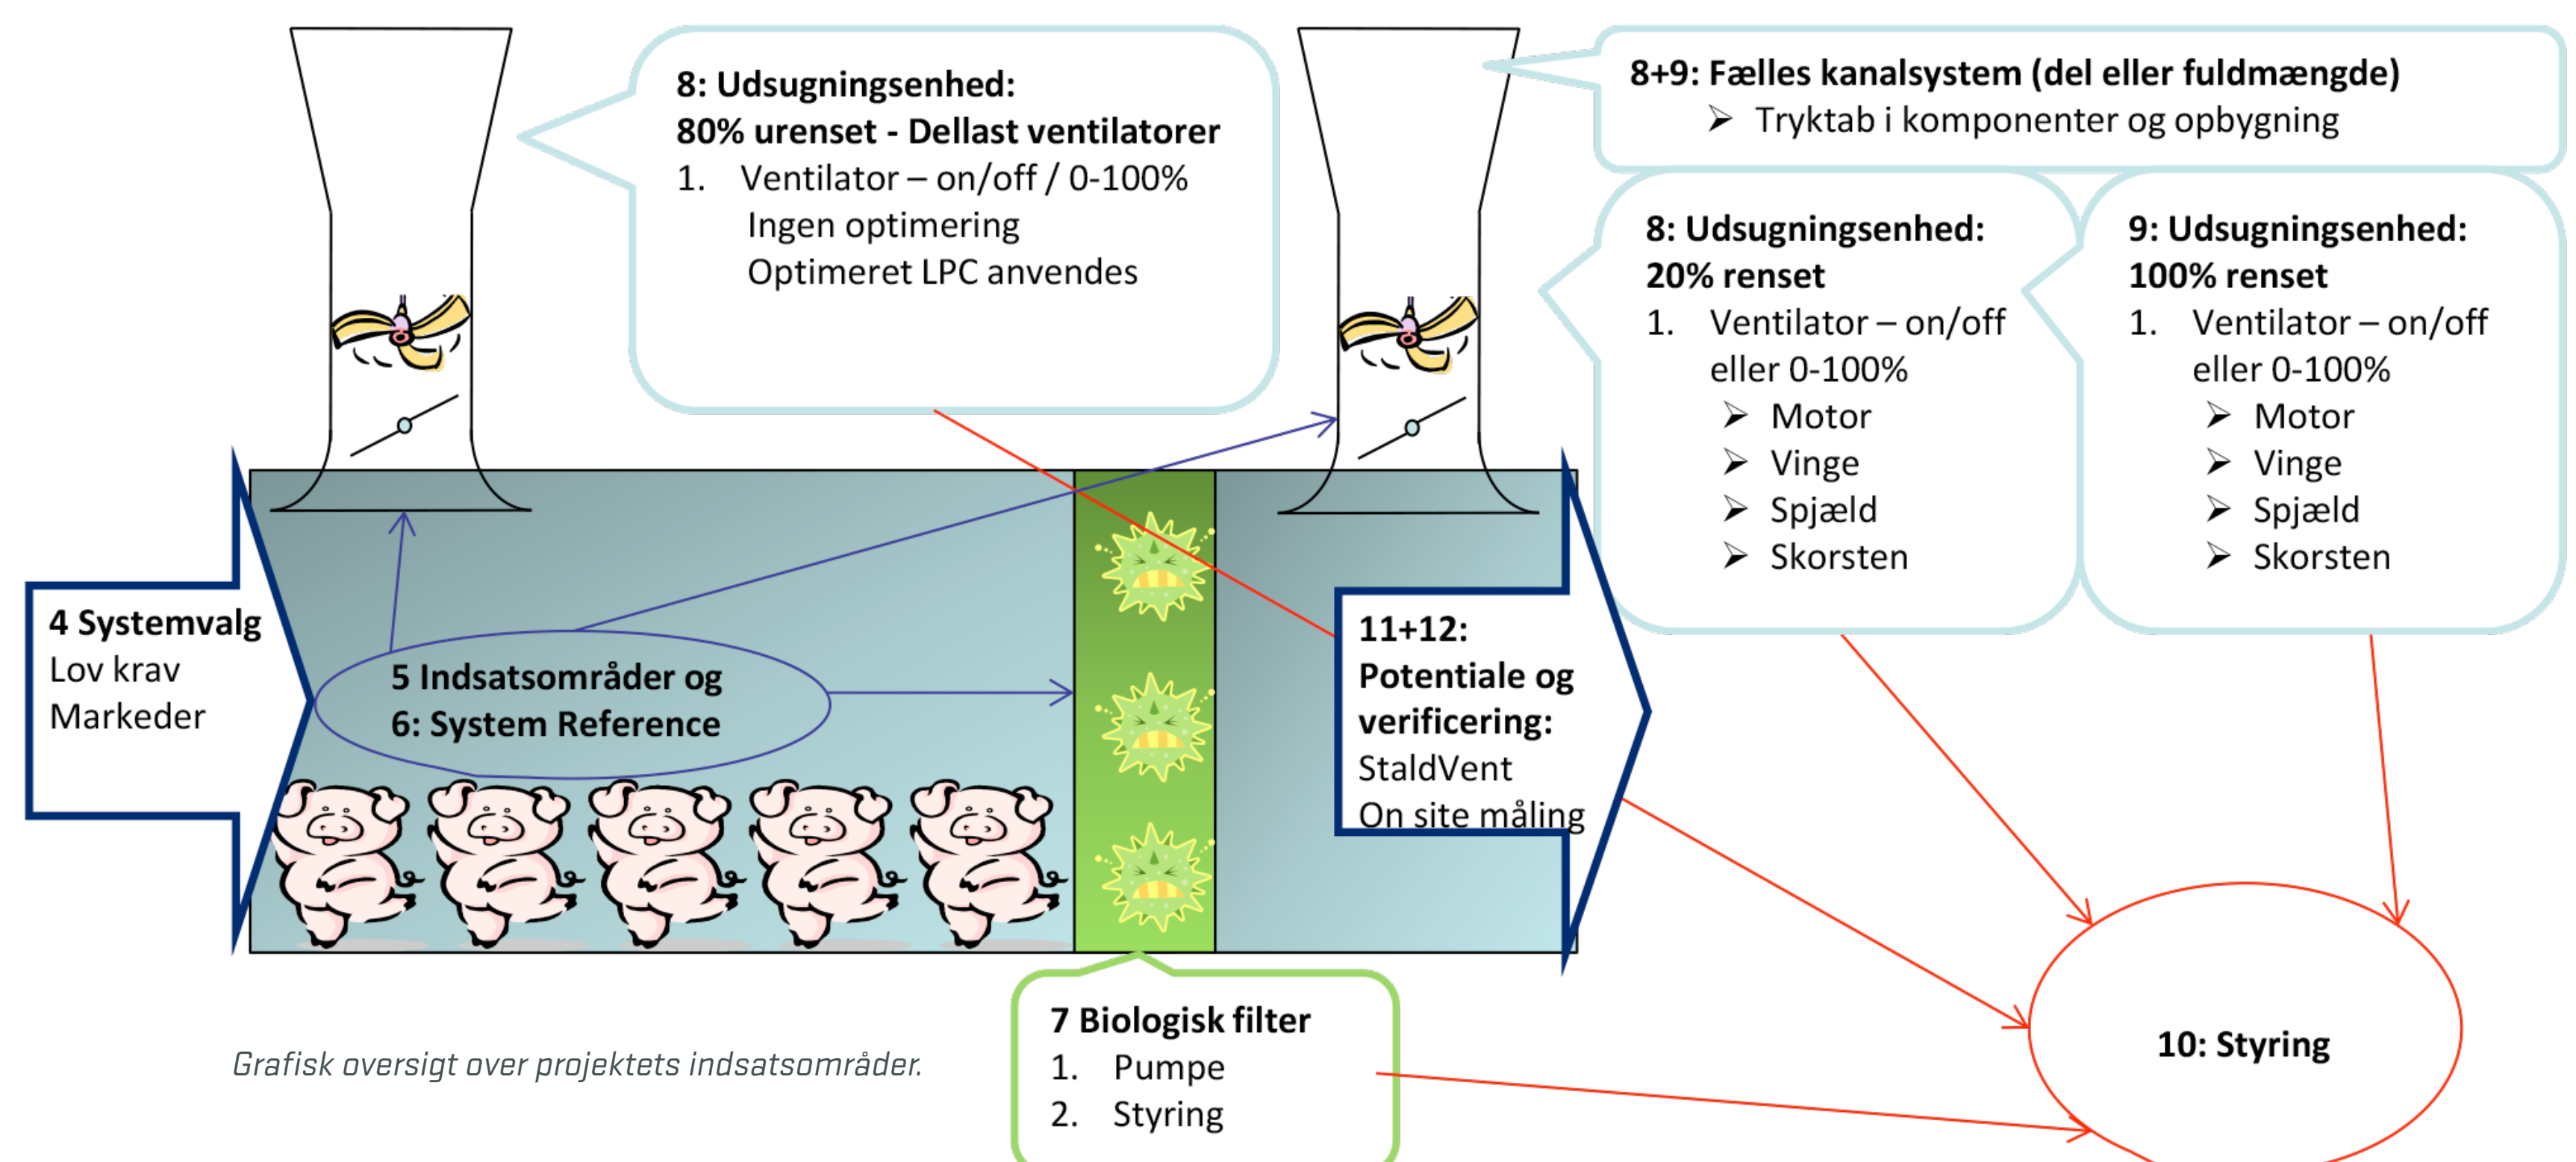 8: Udsugningsenhed:
80% urenset - Dellast ventilatorer
1. Ventilator – on/off / 0-100%
Ingen optimering
Optimeret LPC anvendes
8+9: Fælles kanalsystem (del eller fuldmængde)
➢ Tryktab i komponenter og opbygning
8: Udsugningsenhed:
20% renset
1. Ventilator – on/off
eller 0-100%
➢ Motor
➢ Vinge
➢ Spjæld
➢ Skorsten
9: Udsugningsenhed:
100% renset
1. Ventilator – on/off
eller 0-100%
➢ Motor
➢ Vinge
➢ Spjæld
➢ Skorsten
4 Systemvalg
Lov krav
Markeder
5 Indsatsområder og
6: System Reference
11+12:
Potentiale og
verificering:
StaldVent
On site måling
7 Biologisk filter
1. Pumpe
2. Styring
10: Styring
Grafisk oversigt over projektets indsatsområder.